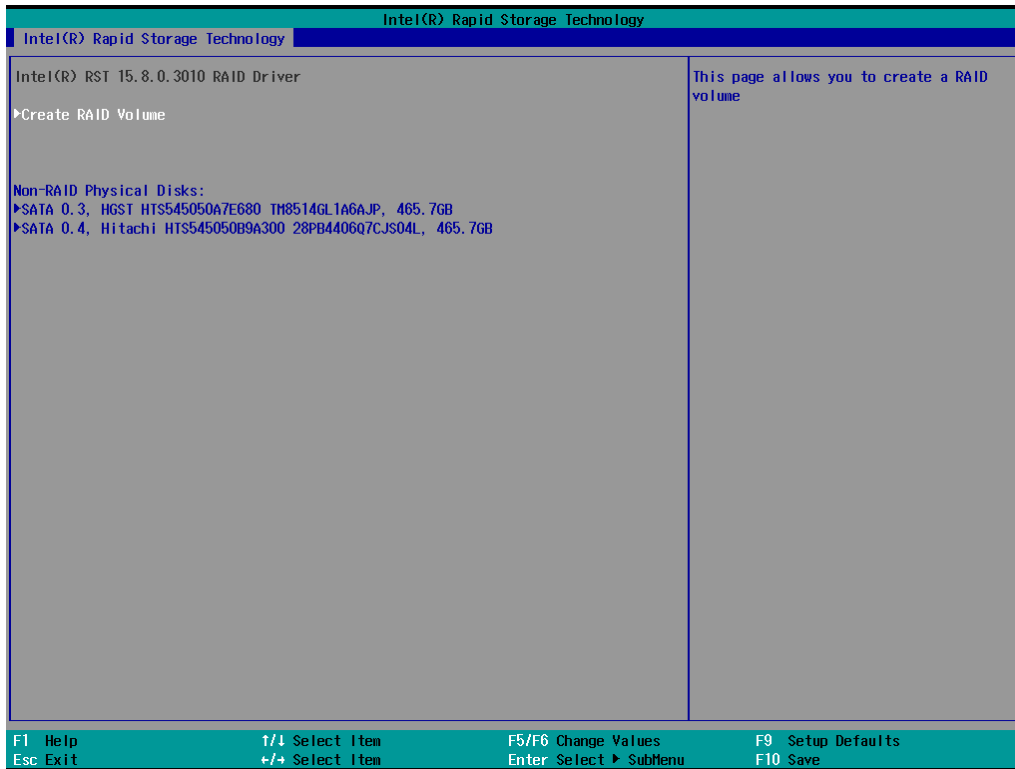 Intel(R) Rapid Storage Technology
Intel(R) Rapid Storage Technology
Intel(R) RST 15.8.0.3010 RAID Driver
▶Create RAID Volume
Non-RAID Physical Disks:
▶SATA 0.3, HGST HTS545050A7E680 TM8514GL1A6AJP, 465.7GB
▶SATA 0.4, Hitachi HTS545050B9A300 28PB4406Q7CJS04L, 465.7GB
This page allows you to create a RAID
volume
F1 Help ↑/↓ Select Item F5/F6 Change Values F9 Setup Defaults
Esc Exit ←/→ Select Item Enter Select ▶ SubMenu F10 Save